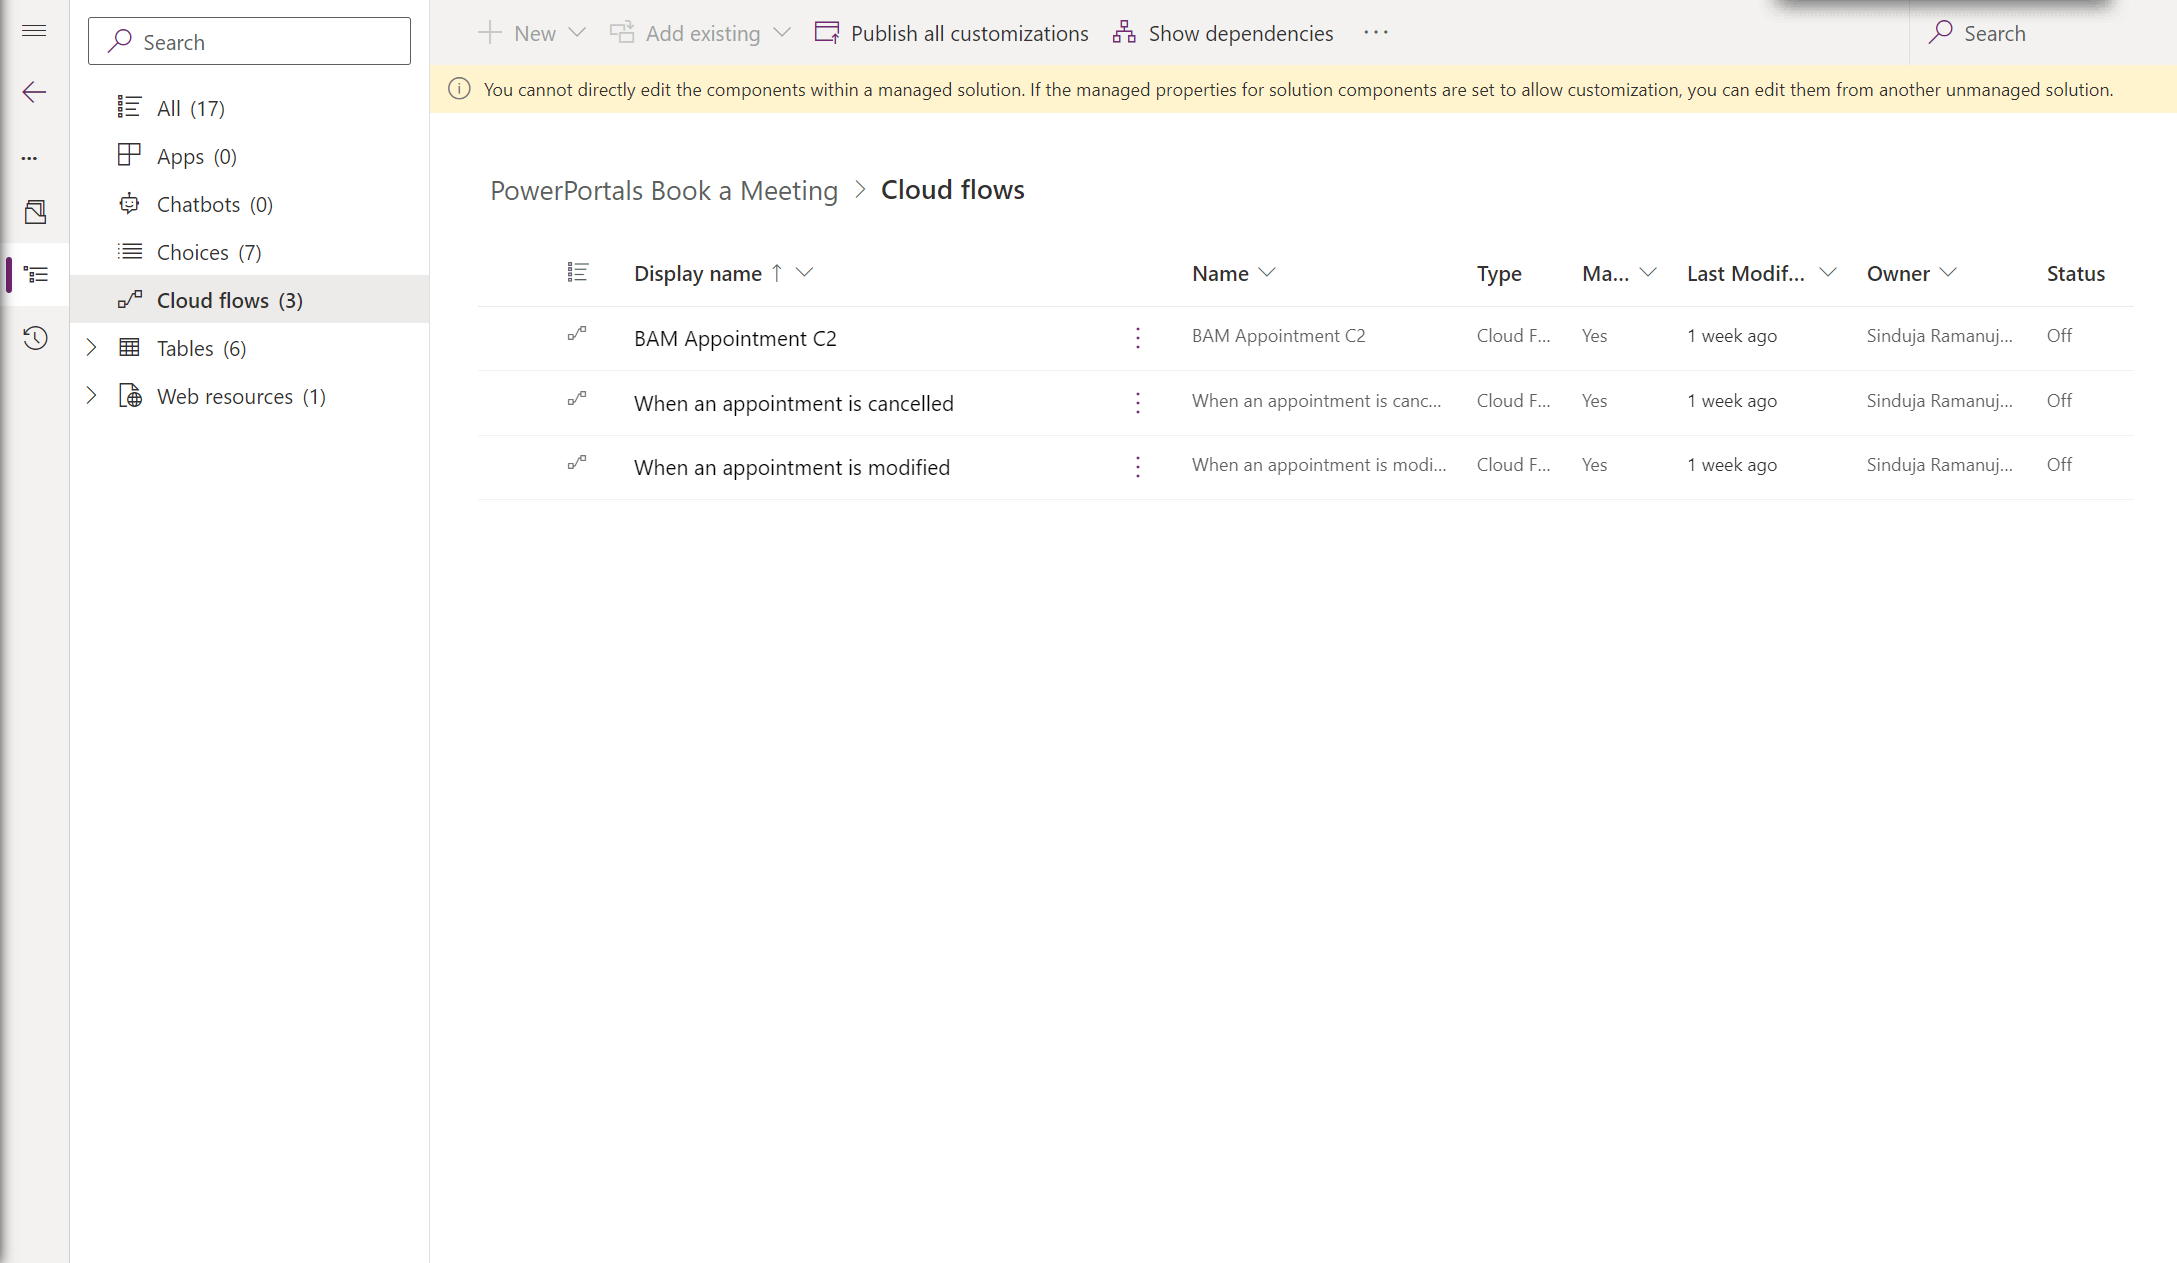 Search
All (17)
Apps (0)
Chatbots (0)
Choices (7)
Cloud flows (3)
Tables (6)
Web resources (1)
New
Add existing
Publish all customizations
Show dependencies
Search
You cannot directly edit the components within a managed solution. If the managed properties for solution components are set to allow customization, you can edit them from another unmanaged solution.
PowerPortals Book a Meeting > Cloud flows
Display name Name Type Ma... Last Modif... Owner Status
BAM Appointment C2 BAM Appointment C2 Cloud F... Yes 1 week ago Sinduja Ramanuj... Off
When an appointment is cancelled When an appointment is canc... Cloud F... Yes 1 week ago Sinduja Ramanuj... Off
When an appointment is modified When an appointment is modi... Cloud F... Yes 1 week ago Sinduja Ramanuj... Off